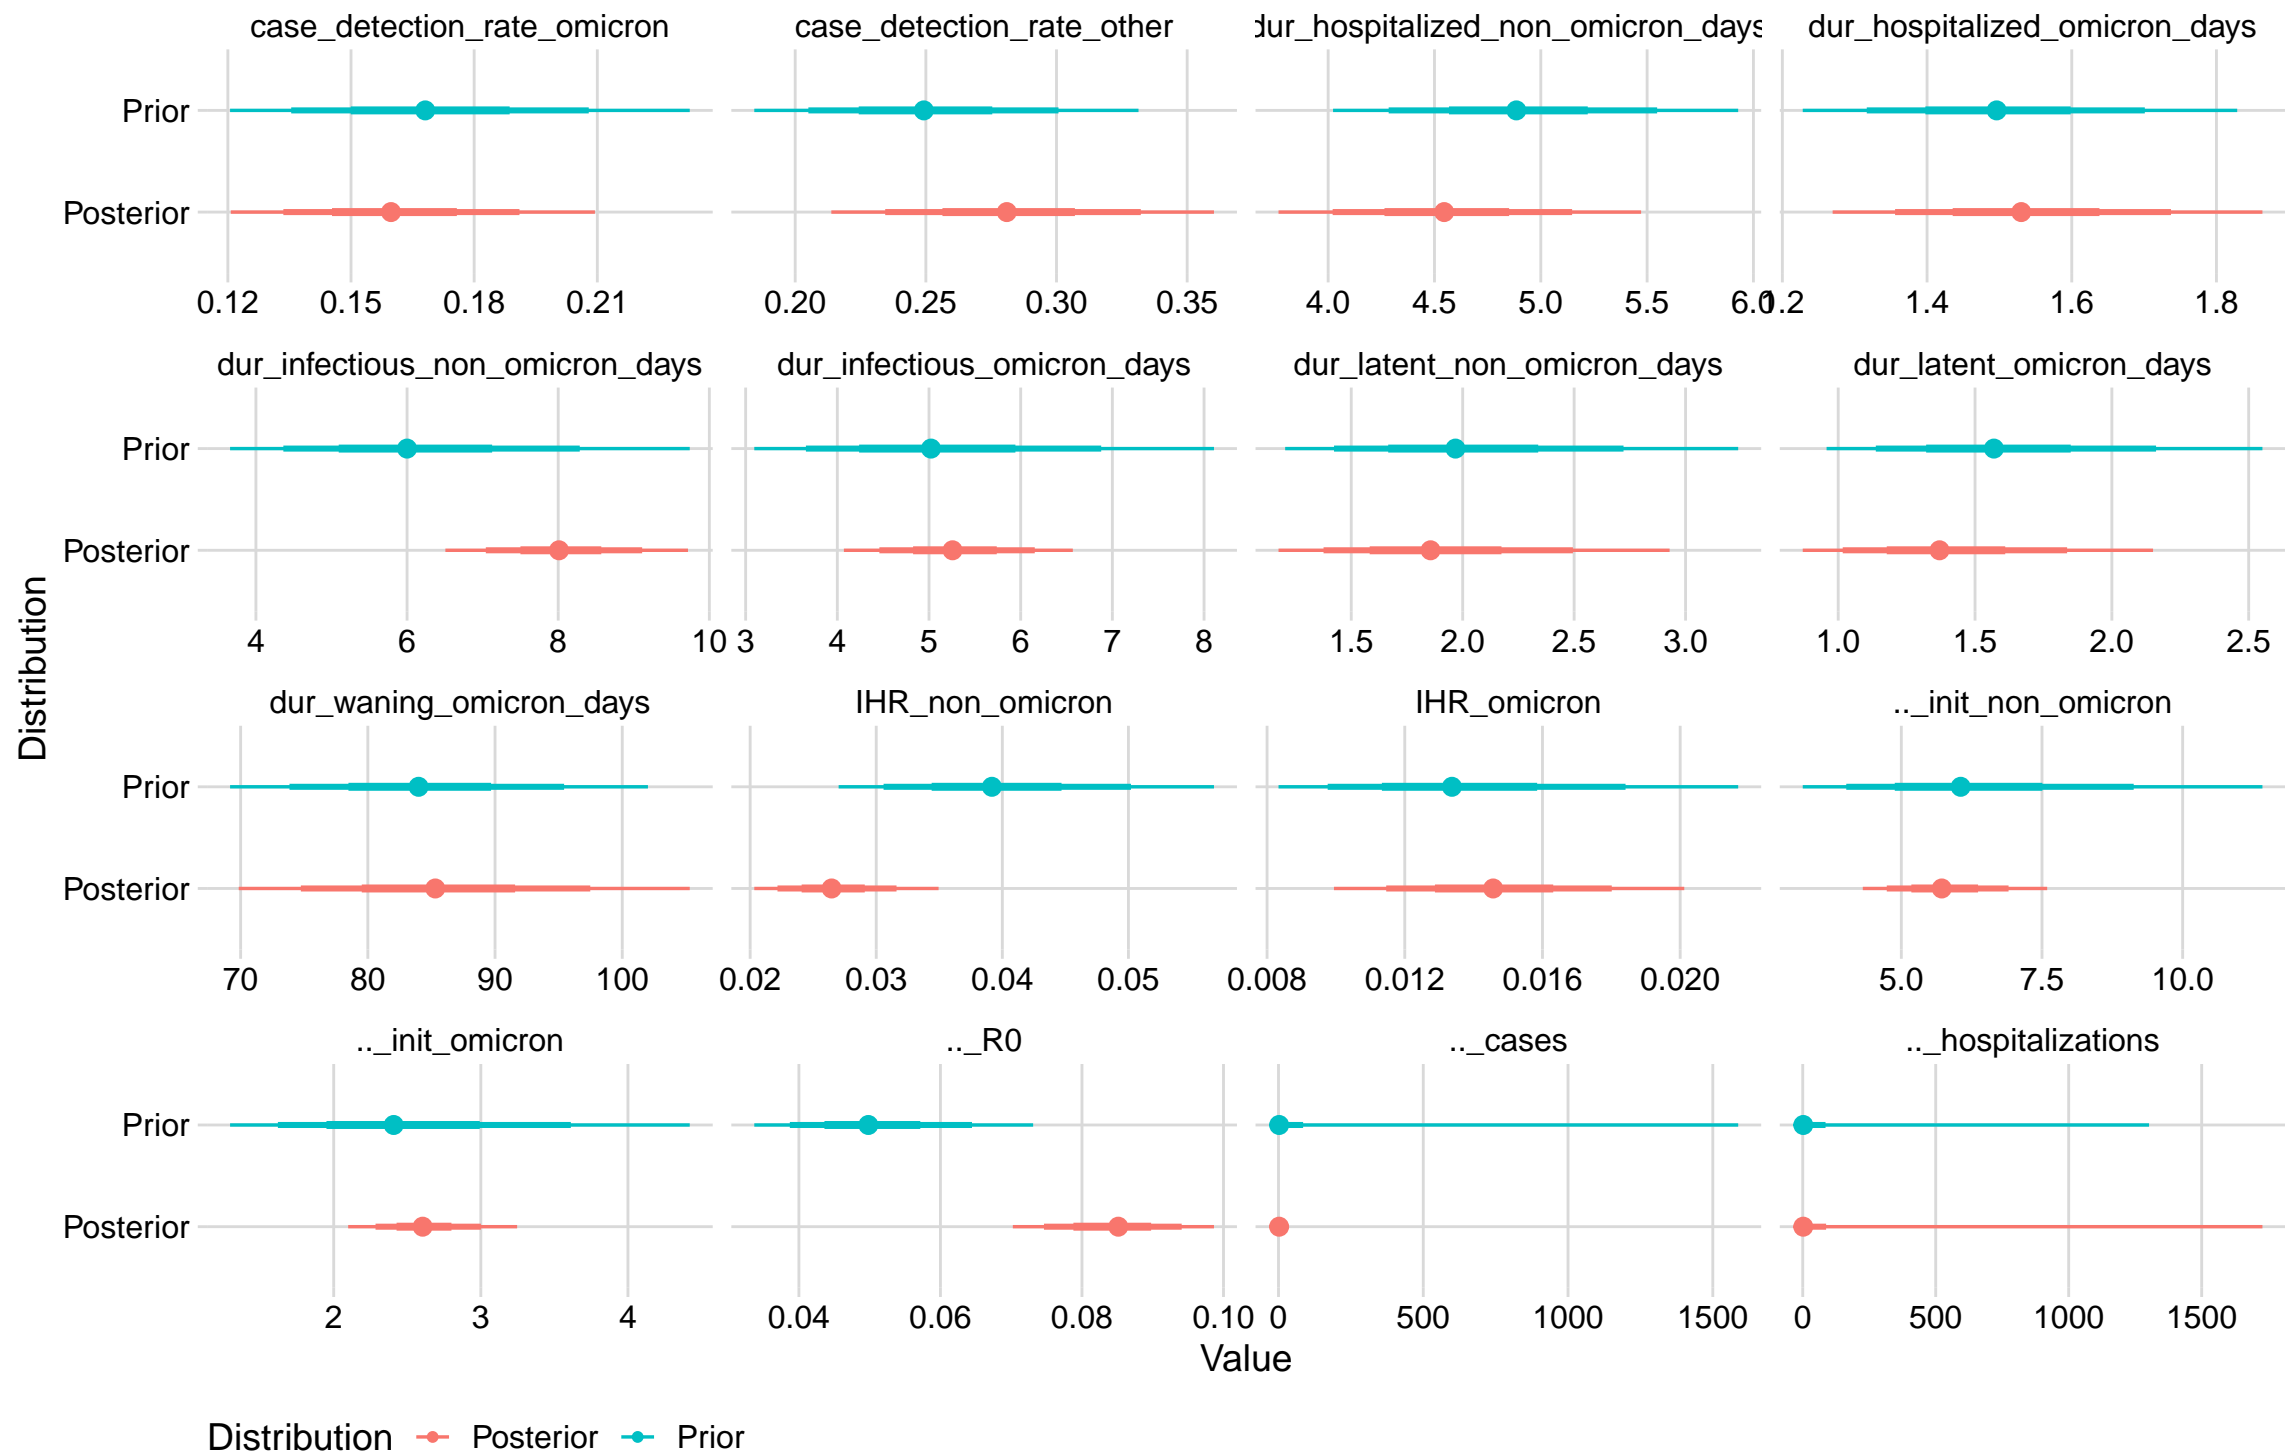 case_detection_rate_omicron case_detection_rate_other dur_hospitalized_non_omicron_days dur_hospitalized_omicron_days
Prior
Posterior
0.12 0.15 0.18 0.21 0.20 0.25 0.30 0.35 4.0 4.5 5.0 5.5 6.0 1.2 1.4 1.6 1.8
dur_infectious_non_omicron_days dur_infectious_omicron_days dur_latent_non_omicron_days dur_latent_omicron_days
Prior
Posterior
4 6 8 10 3 4 5 6 7 8 1.5 2.0 2.5 3.0 1.0 1.5 2.0 2.5
Distribution
dur_waning_omicron_days IHR_non_omicron IHR_omicron .._init_non_omicron
Prior
Posterior
70 80 90 100 0.02 0.03 0.04 0.05 0.008 0.012 0.016 0.020 5.0 7.5 10.0
.._init_omicron .._R0 .._cases .._hospitalizations
Prior
Posterior
2 3 4 0.04 0.06 0.08 0.10 0 500 1000 1500 0 500 1000 1500
Value
Distribution Posterior Prior